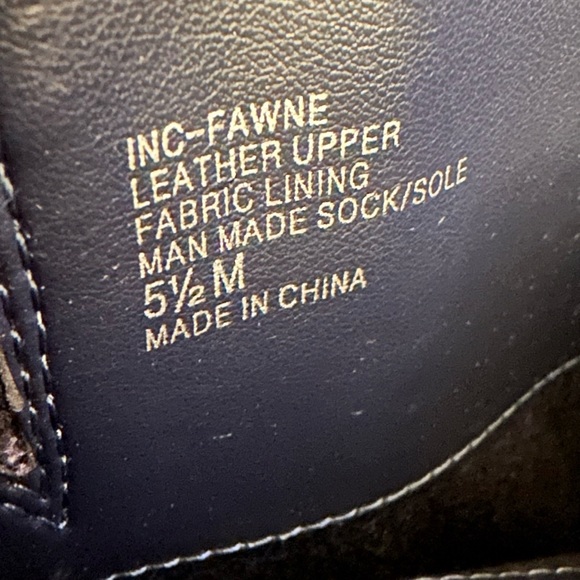 INC-FAWNE
LEATHER UPPER
FABRIC LINING
MAN MADE SOCK/SOLE
5½ M
MADE IN CHINA